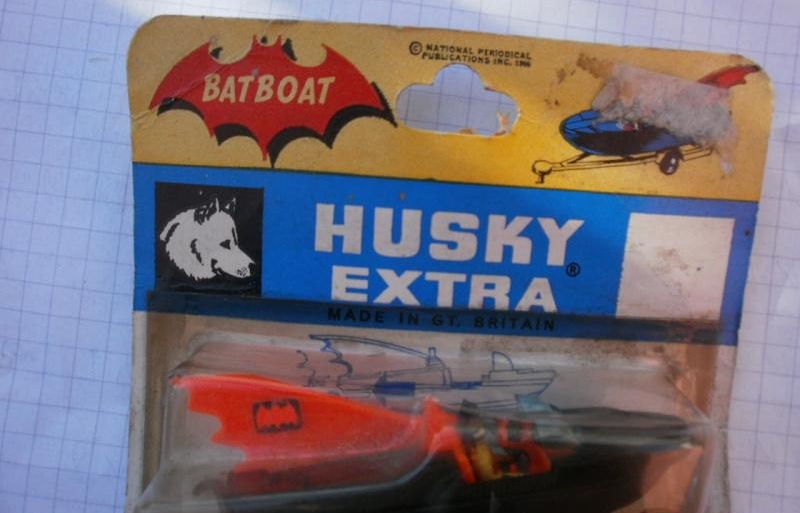 BATBOAT
© NATIONAL PERIODICAL
PUBLICATIONS INC. 1966
HUSKY
EXTRA ®
MADE IN GT. BRITAIN